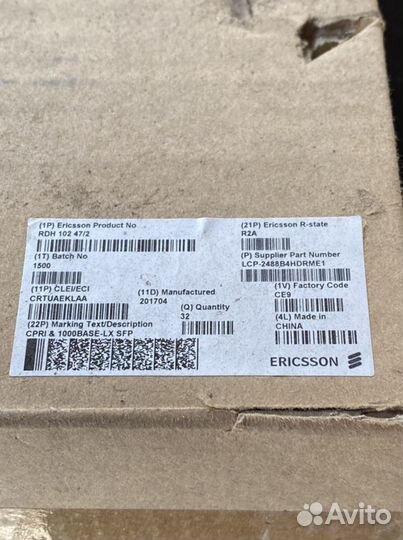 (1P) Ericsson Product No
RDH 102 47/2
(21P) Ericsson R-state
R2A
(1T) Batch No
1500
(P) Supplier Part Number
LCP-2488B4HDRME1
(11P) CLEI/ECI
CRTUAEKLAA
(11D) Manufactured
201704
(1V) Factory Code
CE9
(Q) Quantity
32
(22P) Marking Text/Description
CPRI & 1000BASE-LX SFP
(4L) Made in
CHINA
ERICSSON
Avito